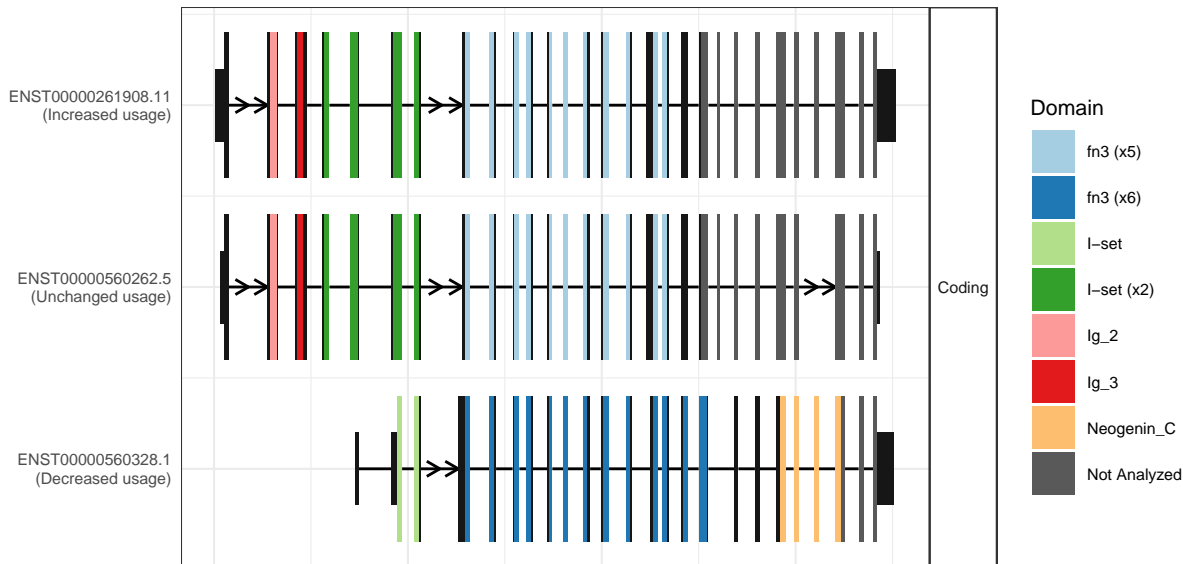 ENST00000261908.11
(Increased usage)
ENST00000560262.5
(Unchanged usage)
ENST00000560328.1
(Decreased usage)
Coding
Domain
fn3 (x5)
fn3 (x6)
I−set
I−set (x2)
Ig_2
Ig_3
Neogenin_C
Not Analyzed